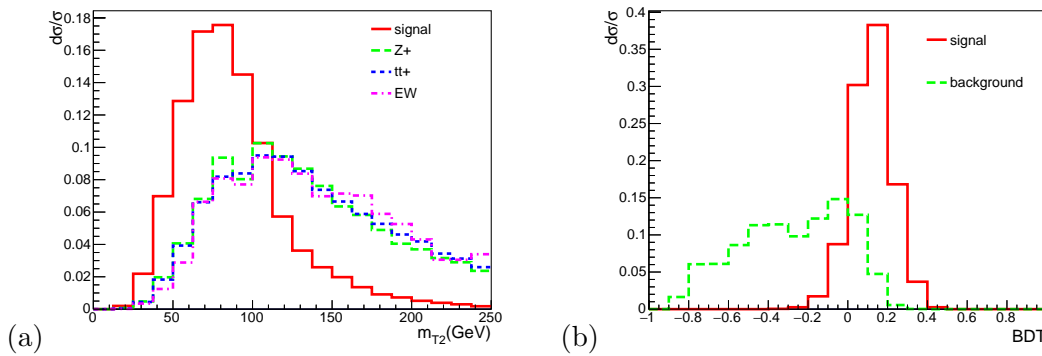 dσ/σ
0.18
0.16
0.14
0.12
0.1
0.08
0.06
0.04
0.02
0
signal
Z+
tt+
EW
0 50 100 150 200 250
m_T2(GeV)
(a)
dσ/σ
0.4
0.35
0.3
0.25
0.2
0.15
0.1
0.05
0
signal
background
−1 −0.8 −0.6 −0.4 −0.2 0 0.2 0.4 0.6 0.8 1
BDT
(b)